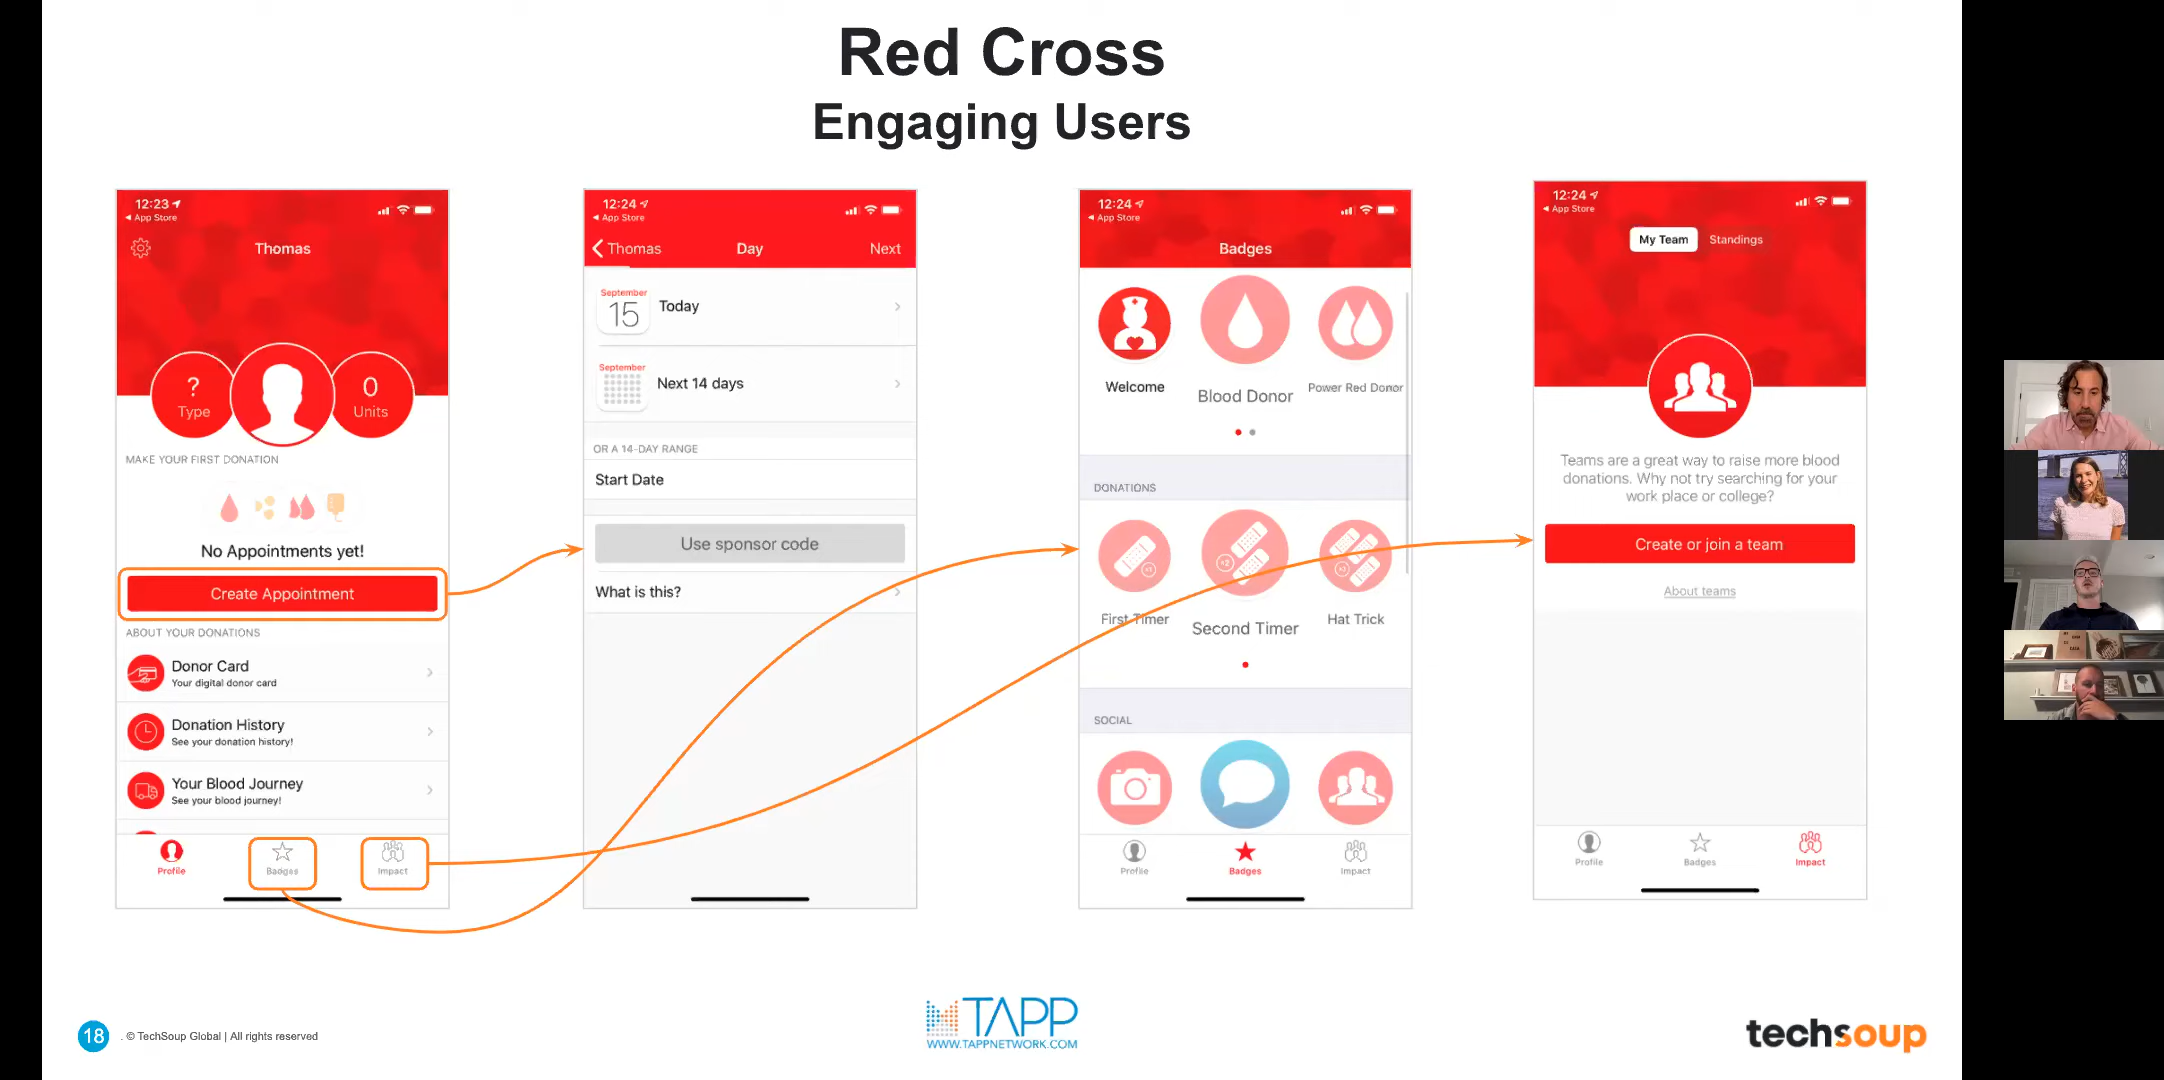 Red Cross
Engaging Users
12:23
App Store
Thomas
?
Type
0
Units
MAKE YOUR FIRST DONATION
No Appointments yet!
Create Appointment
ABOUT YOUR DONATIONS
Donor Card
Your digital donor card
Donation History
See your donation history!
Your Blood Journey
See your blood journey!
Profile
Badges
Impact
12:24
App Store
Thomas
Day
Next
September
15
Today
September
Next 14 days
OR A 14-DAY RANGE
Start Date
Use sponsor code
What is this?
12:24
App Store
Badges
Welcome
Blood Donor
Power Red Donor
DONATIONS
x1
x2
x3
First Timer
Second Timer
Hat Trick
SOCIAL
Profile
Badges
Impact
12:24
App Store
My Team
Standings
Teams are a great way to raise more blood
donations. Why not try searching for your
work place or college?
Create or join a team
About teams
Profile
Badges
Impact
18
. © TechSoup Global | All rights reserved
TAPP
WWW.TAPPNETWORK.COM
techsoup